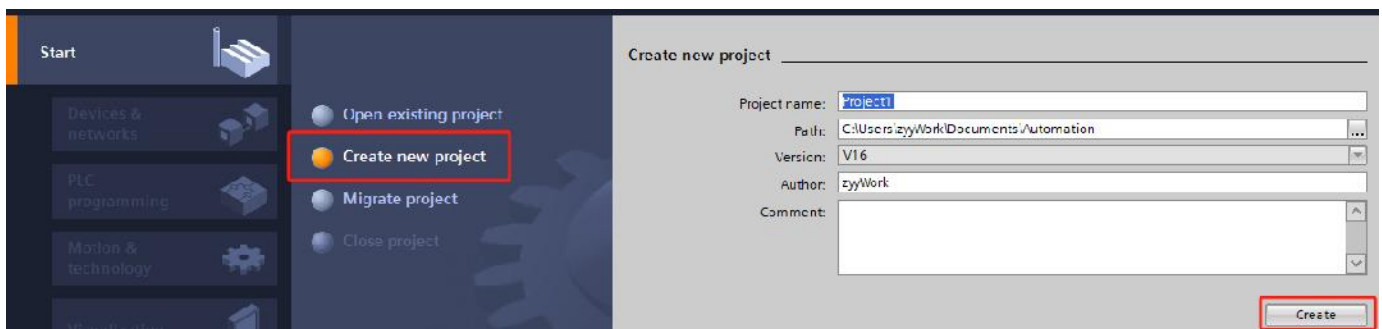 Start
Devices &
networks
PLC
programming
Motion &
technology
Open existing project
Create new project
Migrate project
Close project
Create new project
Project name: Project1
Path: C:\Users\zyyWork\Documents\Automation
...
Version: V16
Author: zyyWork
Comment:
Create